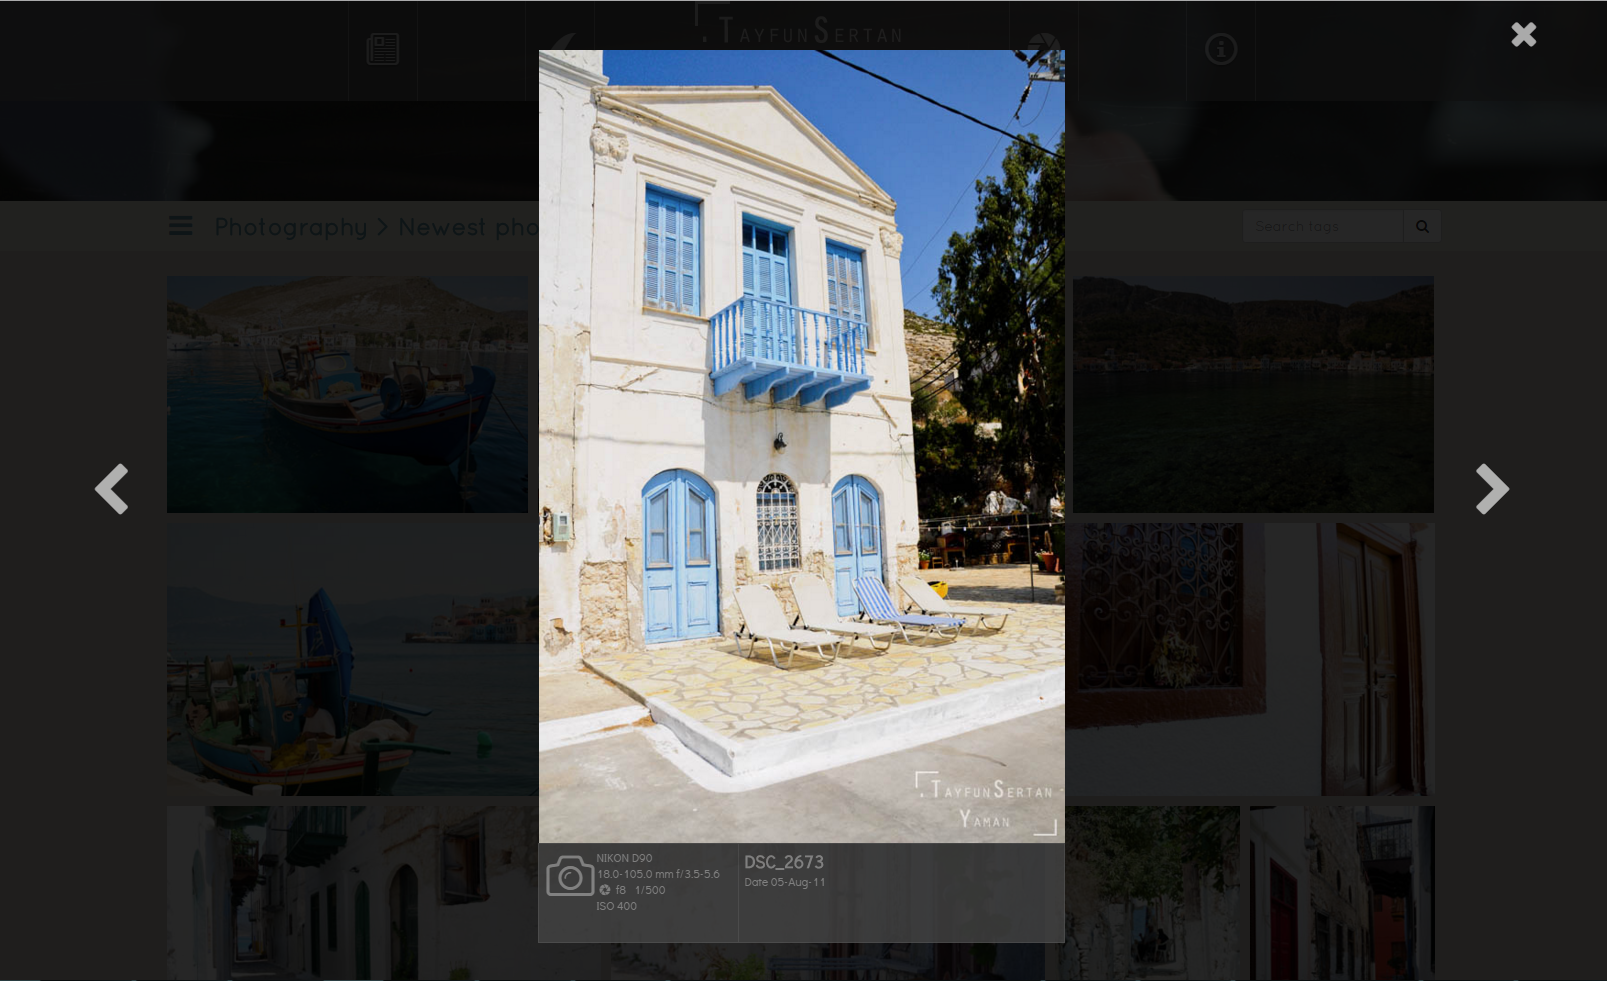 TAYFUNSERTAN
Photography > Newest pho
Search tags
.TAYFUNSERTAN
YAMAN
NIKON D90
18.0-105.0 mm f/3.5-5.6
f8 1/500
ISO 400
DSC_2673
Date 05-Aug-11